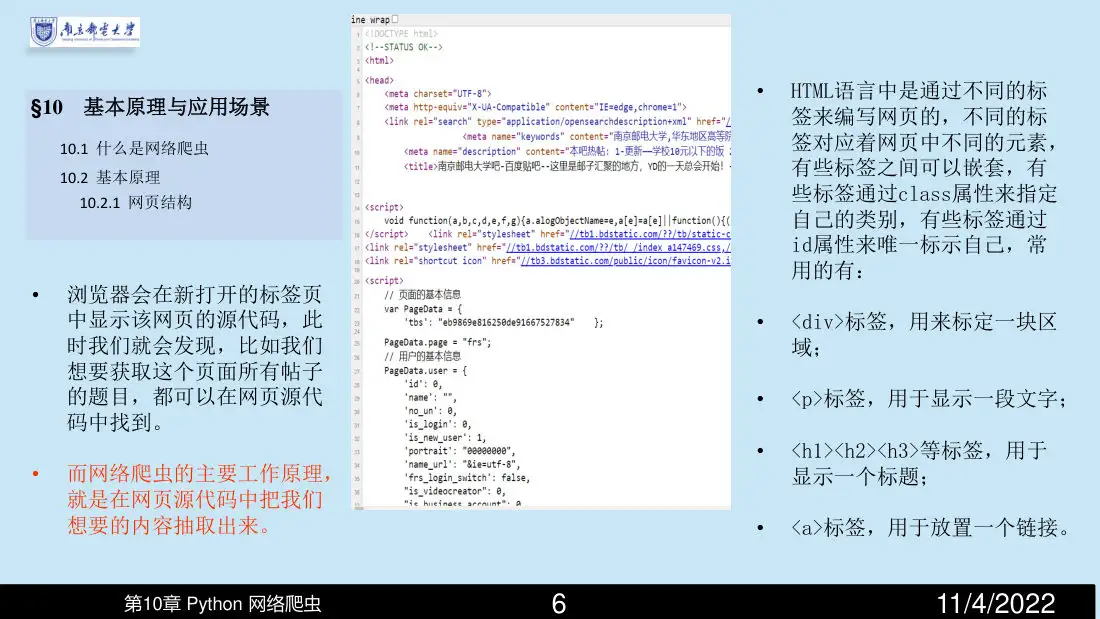 南京邮电大学
§10 基本原理与应用场景
10.1 什么是网络爬虫
10.2 基本原理
10.2.1 网页结构
• 浏览器会在新打开的标签页
中显示该网页的源代码，此
时我们就会发现，比如我们
想要获取这个页面所有帖子
的题目，都可以在网页源代
码中找到。
• 而网络爬虫的主要工作原理，
就是在网页源代码中把我们
想要的内容抽取出来。
ine wrap
<!DOCTYPE html>
<!--STATUS OK-->
<html>
<head>
<meta charset="UTF-8">
<meta http-equiv="X-UA-Compatible" content="IE=edge,chrome=1">
<link rel="search" type="application/opensearchdescription+xml" href="/
<meta name="keywords" content="南京邮电大学,华东地区高等院
<meta name="description" content="本吧热帖: 1-更新——学校10元以下的饭 2
<title>南京邮电大学吧-百度贴吧--这里是邮子汇聚的地方，YD的一天总会开始!
<script>
void function(a,b,c,d,e,f,g){a.alogObjectName=e,a[e]=a[e]||function(){(
</script> <link rel="stylesheet" href="//tb1.bdstatic.com/??/tb/static-c
<link rel="stylesheet" href="//tb1.bdstatic.com/??/tb/_/index_a147469.css,/
<link rel="shortcut icon" href="//tb3.bdstatic.com/public/icon/favicon-v2.i
<script>
// 页面的基本信息
var PageData = {
'tbs': "eb9869e816250de91667527834" };
PageData.page = "frs";
// 用户的基本信息
PageData.user = {
'id': 0,
'name': "",
'no_un': 0,
'is_login': 0,
'is_new_user': 1,
'portrait': "00000000",
'name_url': "&ie=utf-8",
'frs_login_switch': false,
"is_videocreator": 0,
"is_business_account": 0
• HTML语言中是通过不同的标
签来编写网页的，不同的标
签对应着网页中不同的元素，
有些标签之间可以嵌套，有
些标签通过class属性来指定
自己的类别，有些标签通过
id属性来唯一标示自己，常
用的有：
• <div>标签，用来标定一块区
域；
• <p>标签，用于显示一段文字；
• <h1><h2><h3>等标签，用于
显示一个标题；
• <a>标签，用于放置一个链接。
第10章 Python 网络爬虫
6
11/4/2022